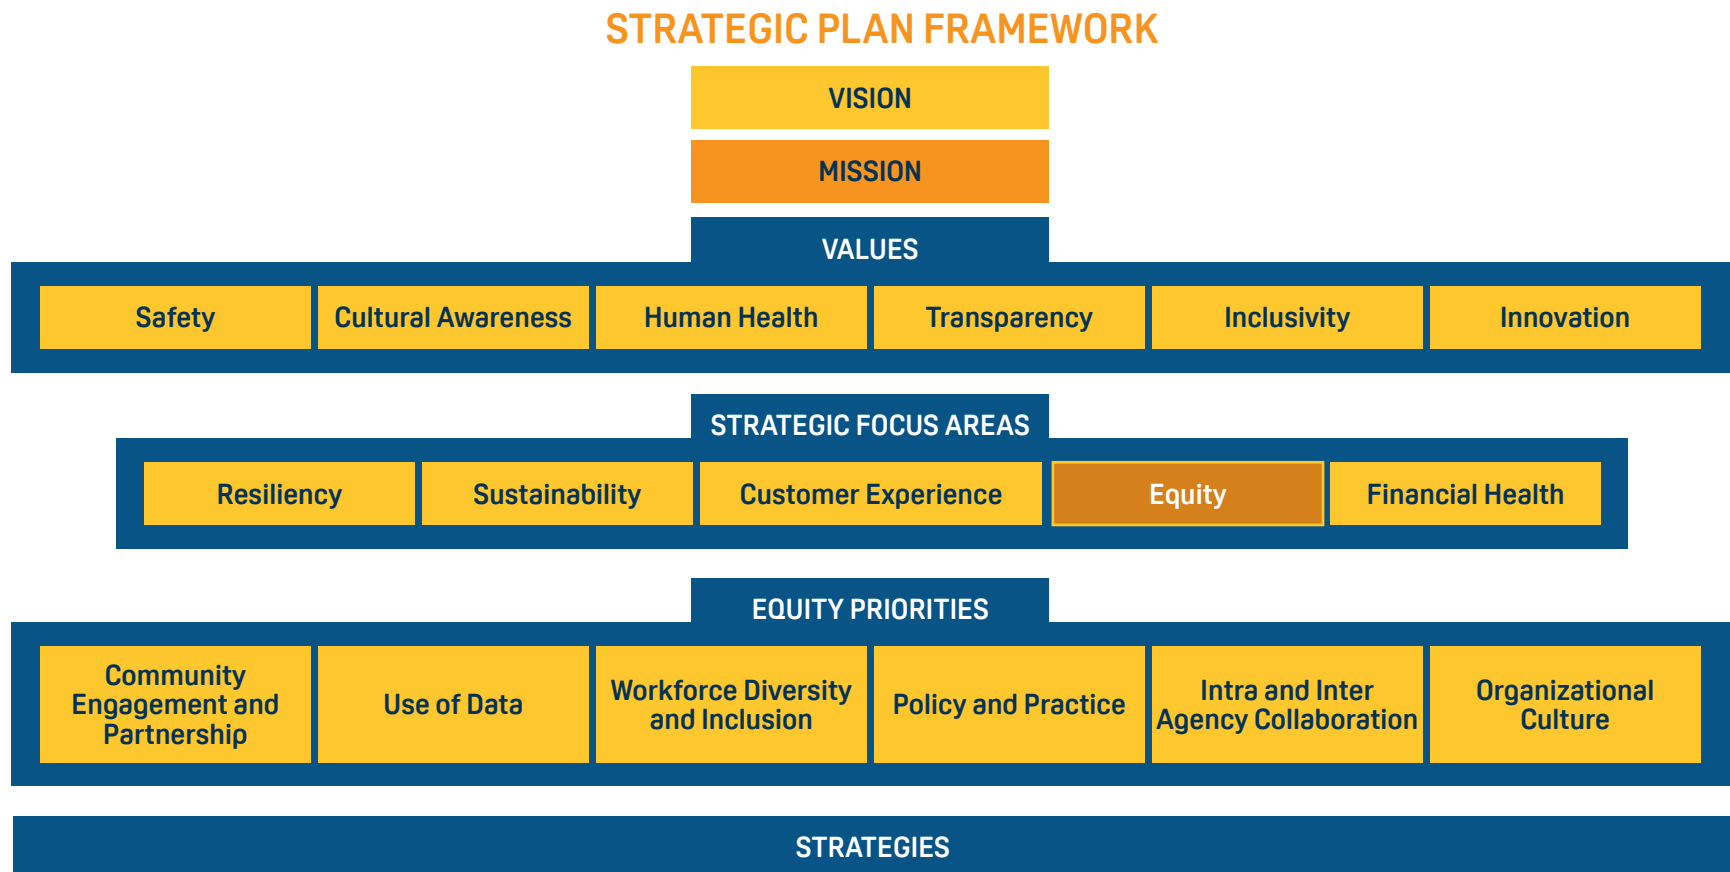 STRATEGIC PLAN FRAMEWORK
VISION
MISSION
VALUES
Safety
Cultural Awareness
Human Health
Transparency
Inclusivity
Innovation
STRATEGIC FOCUS AREAS
Resiliency
Sustainability
Customer Experience
Equity
Financial Health
EQUITY PRIORITIES
Community
Engagement and
Partnership
Use of Data
Workforce Diversity
and Inclusion
Policy and Practice
Intra and Inter
Agency Collaboration
Organizational
Culture
STRATEGIES